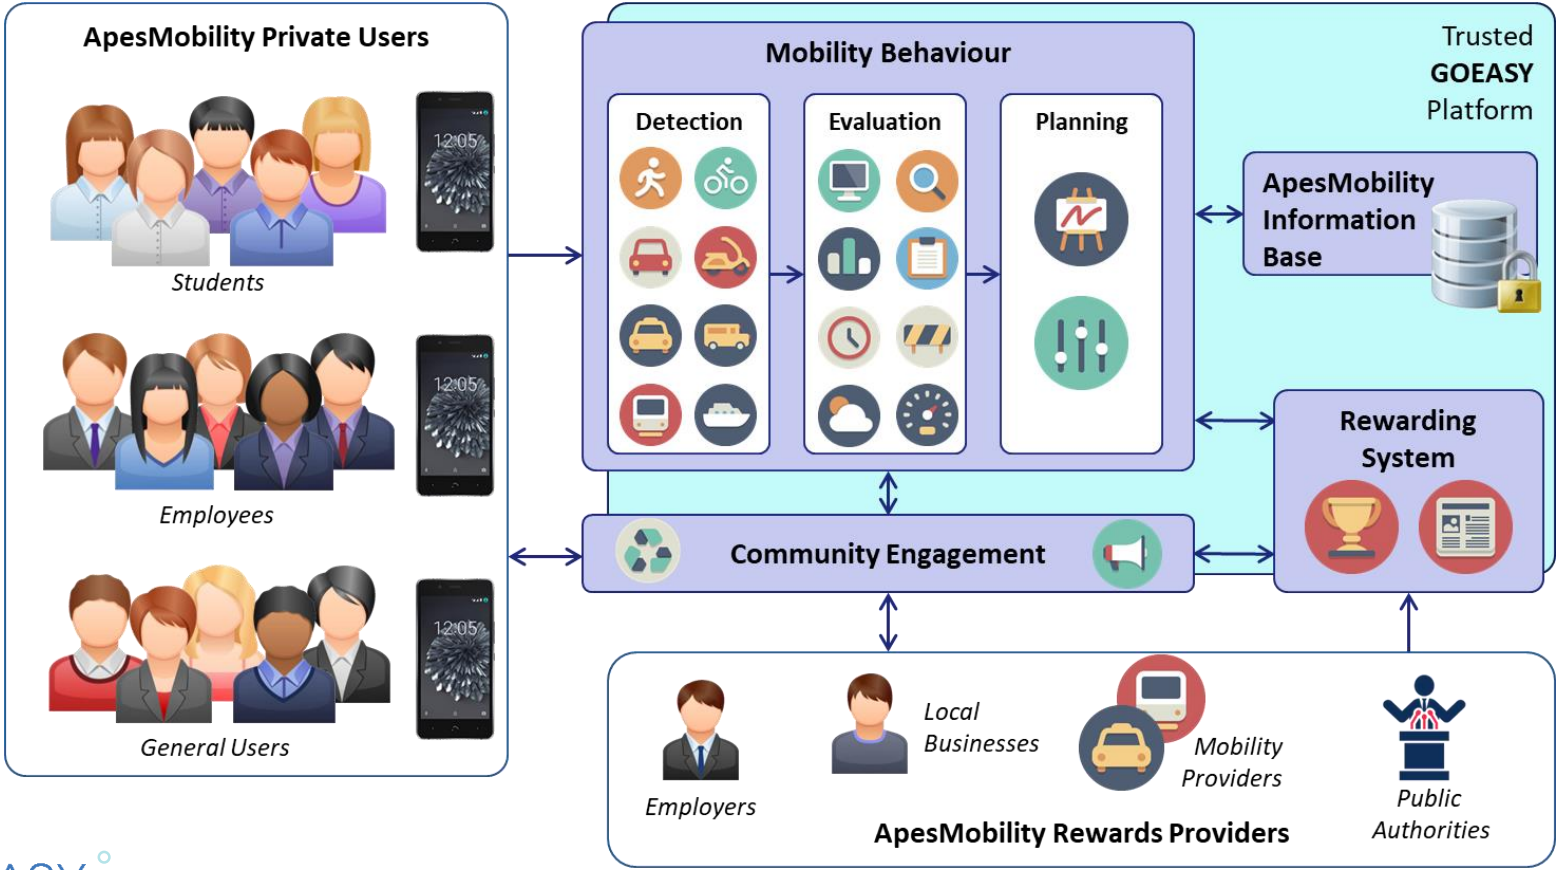 ApesMobility Private Users
12:05
Students
12:05
Employees
12:05
General Users
Mobility Behaviour
Detection
Evaluation
Planning
Trusted
GOEASY
Platform
ApesMobility
Information
Base
Rewarding
System
Community Engagement
Employers
Local
Businesses
Mobility
Providers
Public
Authorities
ApesMobility Rewards Providers